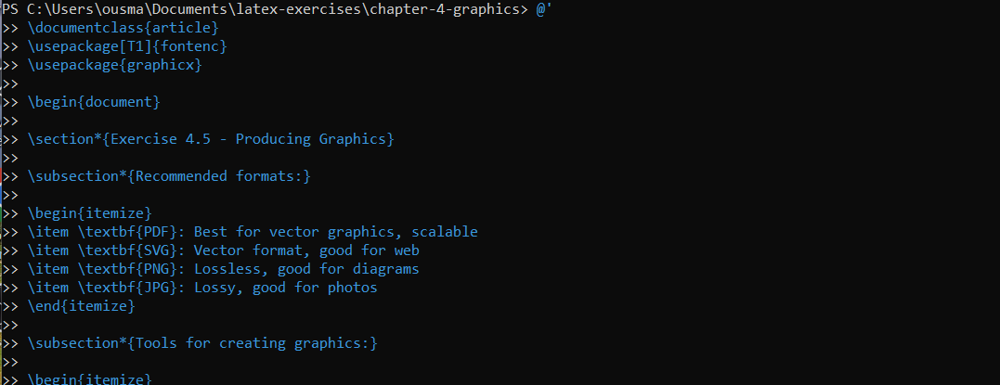 PS C:\Users\ousma\Documents\latex-exercises\chapter-4-graphics> @'
>> \documentclass{article}
>> \usepackage[T1]{fontenc}
>> \usepackage{graphicx}
>>
>> \begin{document}
>>
>> \section*{Exercise 4.5 - Producing Graphics}
>>
>> \subsection*{Recommended formats:}
>>
>> \begin{itemize}
>> \item \textbf{PDF}: Best for vector graphics, scalable
>> \item \textbf{SVG}: Vector format, good for web
>> \item \textbf{PNG}: Lossless, good for diagrams
>> \item \textbf{JPG}: Lossy, good for photos
>> \end{itemize}
>>
>> \subsection*{Tools for creating graphics:}
>>
>> \begin{itemize}